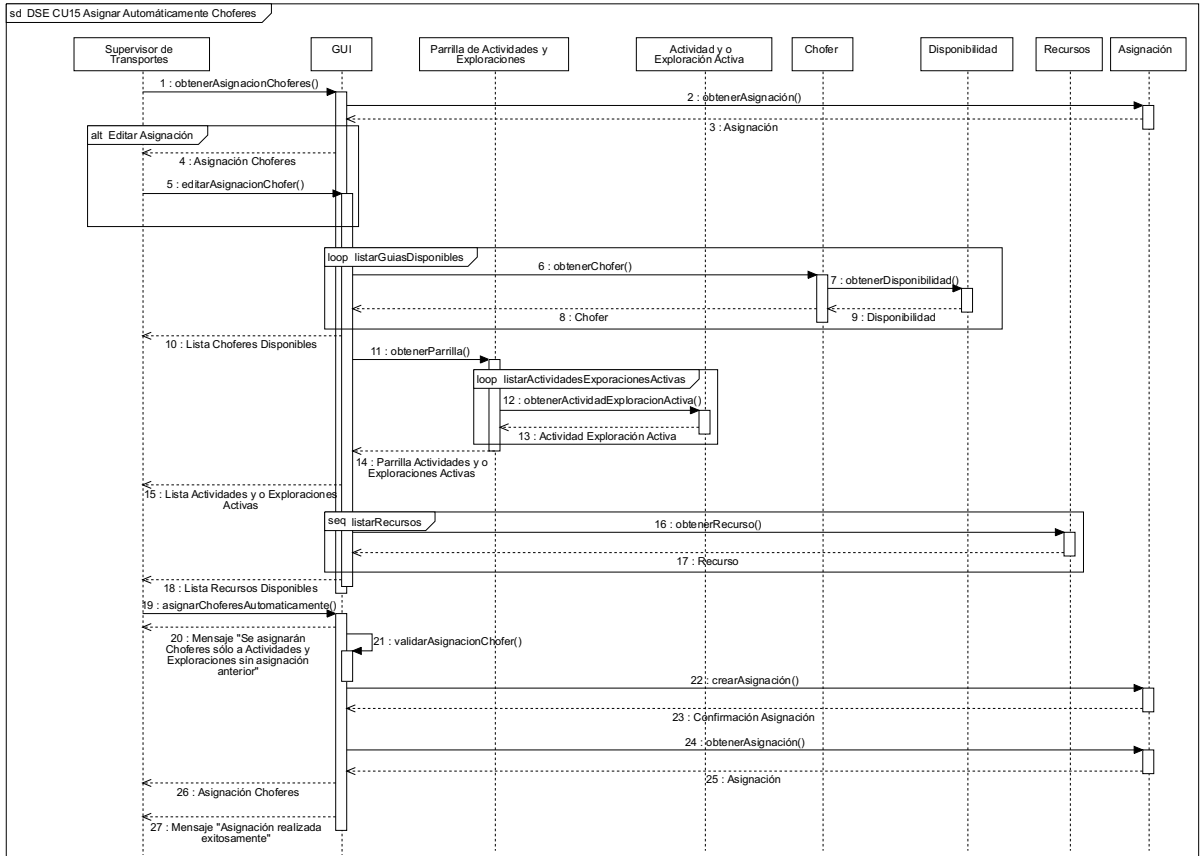 sd DSE CU15 Asignar Automáticamente Choferes
Supervisor de
Transportes
GUI
Parrilla de Actividades y
Exploraciones
Actividad y o
Exploración Activa
Chofer
Disponibilidad
Recursos
Asignación
1 : obtenerAsignacionChoferes()
2 : obtenerAsignación()
3 : Asignación
alt Editar Asignación
4 : Asignación Choferes
5 : editarAsignacionChofer()
loop listarGuiasDisponibles
6 : obtenerChofer()
7 : obtenerDisponibilidad()
8 : Chofer
9 : Disponibilidad
10 : Lista Choferes Disponibles
11 : obtenerParrilla()
loop listarActividadesExporacionesActivas
12 : obtenerActividadExploracionActiva()
13 : Actividad Exploración Activa
14 : Parrilla Actividades y o
Exploraciones Activas
15 : Lista Actividades y o Exploraciones
Activas
seq listarRecursos
16 : obtenerRecurso()
17 : Recurso
18 : Lista Recursos Disponibles
19 : asignarChoferesAutomaticamente()
20 : Mensaje "Se asignarán
Choferes sólo a Actividades y
Exploraciones sin asignación
anterior"
21 : validarAsignacionChofer()
22 : crearAsignación()
23 : Confirmación Asignación
24 : obtenerAsignación()
25 : Asignación
26 : Asignación Choferes
27 : Mensaje "Asignación realizada
exitosamente"